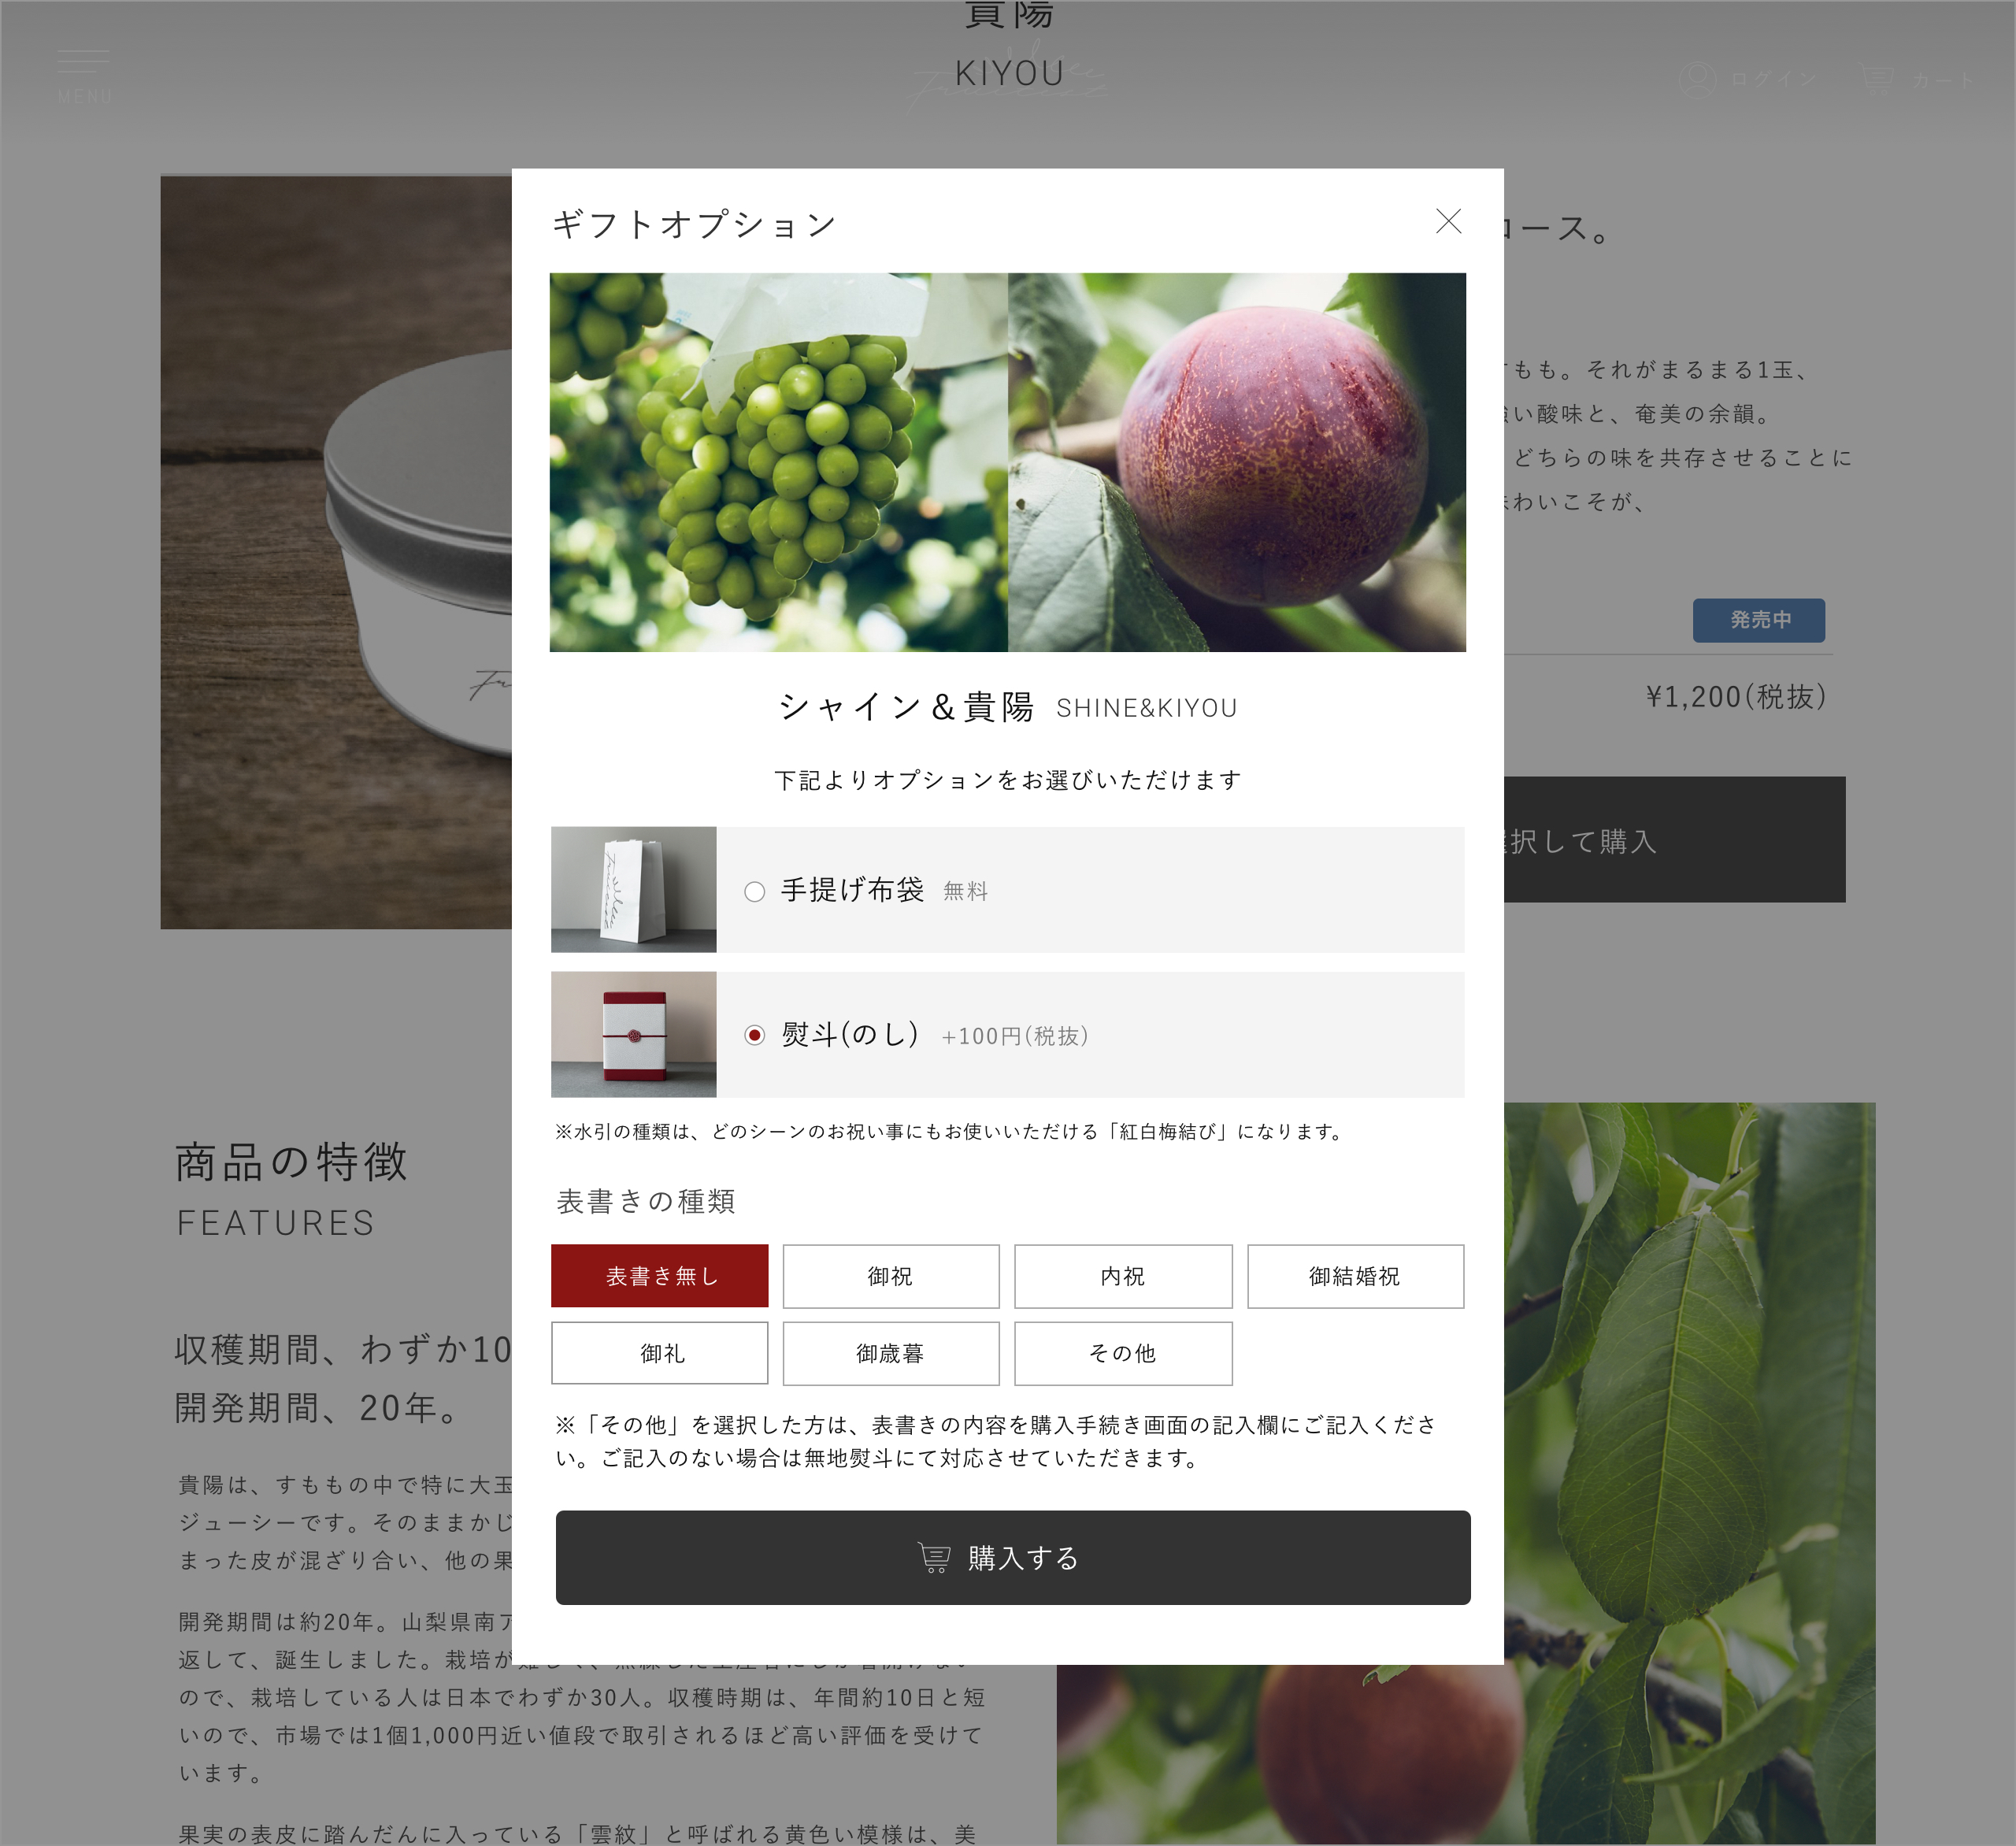 貴陽
KIYOU
MENU
ログイン
カート
ギフトオプション
コース。
もも。それがまるまる1玉、
い酸味と、奄美の余韻。
どちらの味を共存させることに
わいこそが、
発売中
¥1,200(税抜)
択して購入
シャイン＆貴陽 SHINE&KIYOU
下記よりオプションをお選びいただけます
手提げ布袋 無料
熨斗(のし) +100円(税抜)
※水引の種類は、どのシーンのお祝い事にもお使いいただける「紅白梅結び」になります。
表書きの種類
表書き無し
御祝
内祝
御結婚祝
御礼
御歳暮
その他
※「その他」を選択した方は、表書きの内容を購入手続き画面の記入欄にご記入くださ
い。ご記入のない場合は無地熨斗にて対応させていただきます。
購入する
商品の特徴
FEATURES
収穫期間、わずか10
開発期間、20年。
貴陽は、すももの中で特に大玉
ジューシーです。そのままかじ
まった皮が混ざり合い、他の果
開発期間は約20年。山梨県南ア
返して、誕生しました。栽培が
ので、栽培している人は日本でわずか30人。収穫時期は、年間約10日と短
いので、市場では1個1,000円近い値段で取引されるほど高い評価を受けて
います。
果実の表皮に踏んだんに入っている「雲紋」と呼ばれる黄色い模様は、美